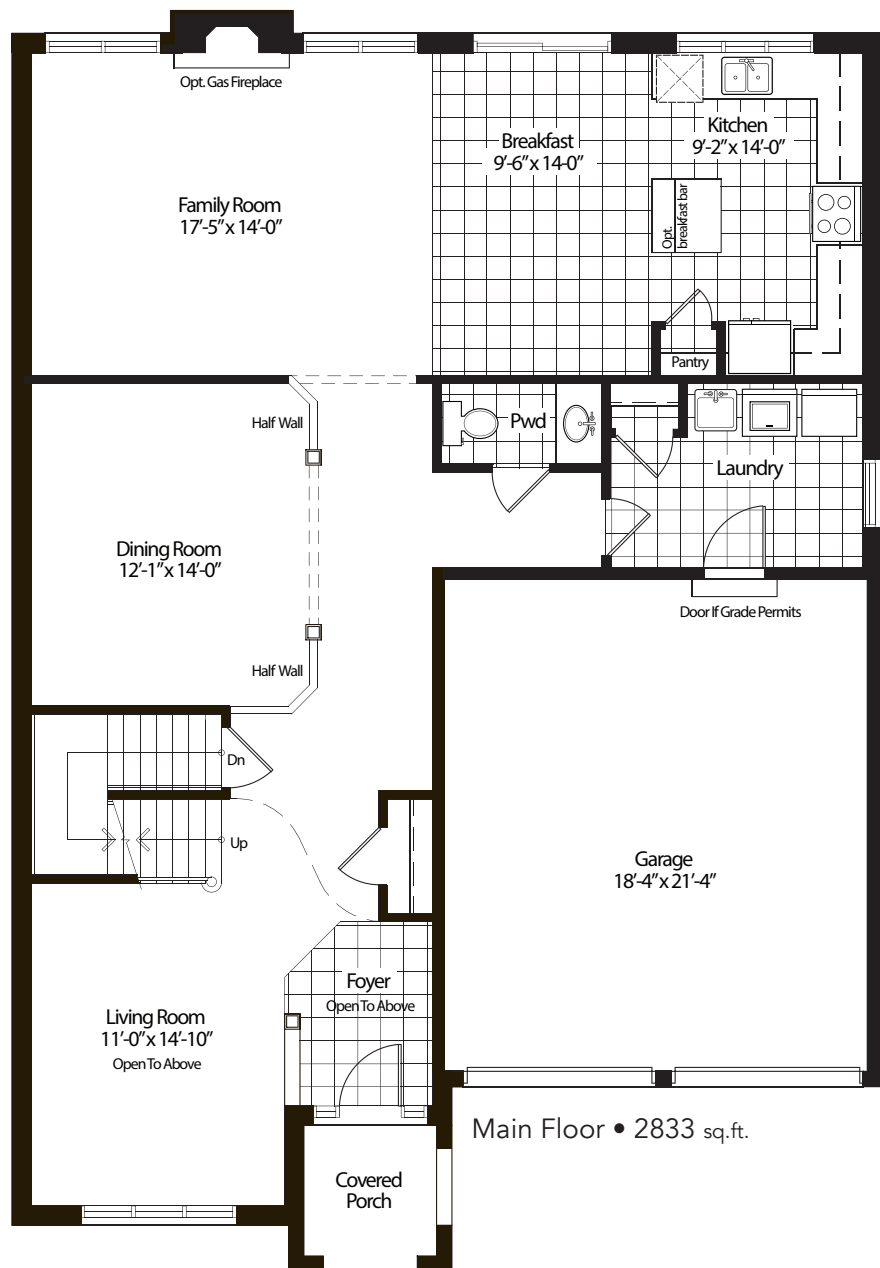 Opt. Gas Fireplace
Kitchen
9'-2" x 14'-0"
Breakfast
9'-6" x 14-0"
Family Room
17'-5" x 14'-0"
Opt.
breakfast bar
Pantry
Half Wall
Pwd
Laundry
Dining Room
12'-1" x 14'-0"
Door If Grade Permits
Half Wall
Dn
Up
Garage
18'-4" x 21'-4"
Foyer
Open To Above
Living Room
11'-0" x 14'-10"
Open To Above
Main Floor • 2833 sq.ft.
Covered
Porch